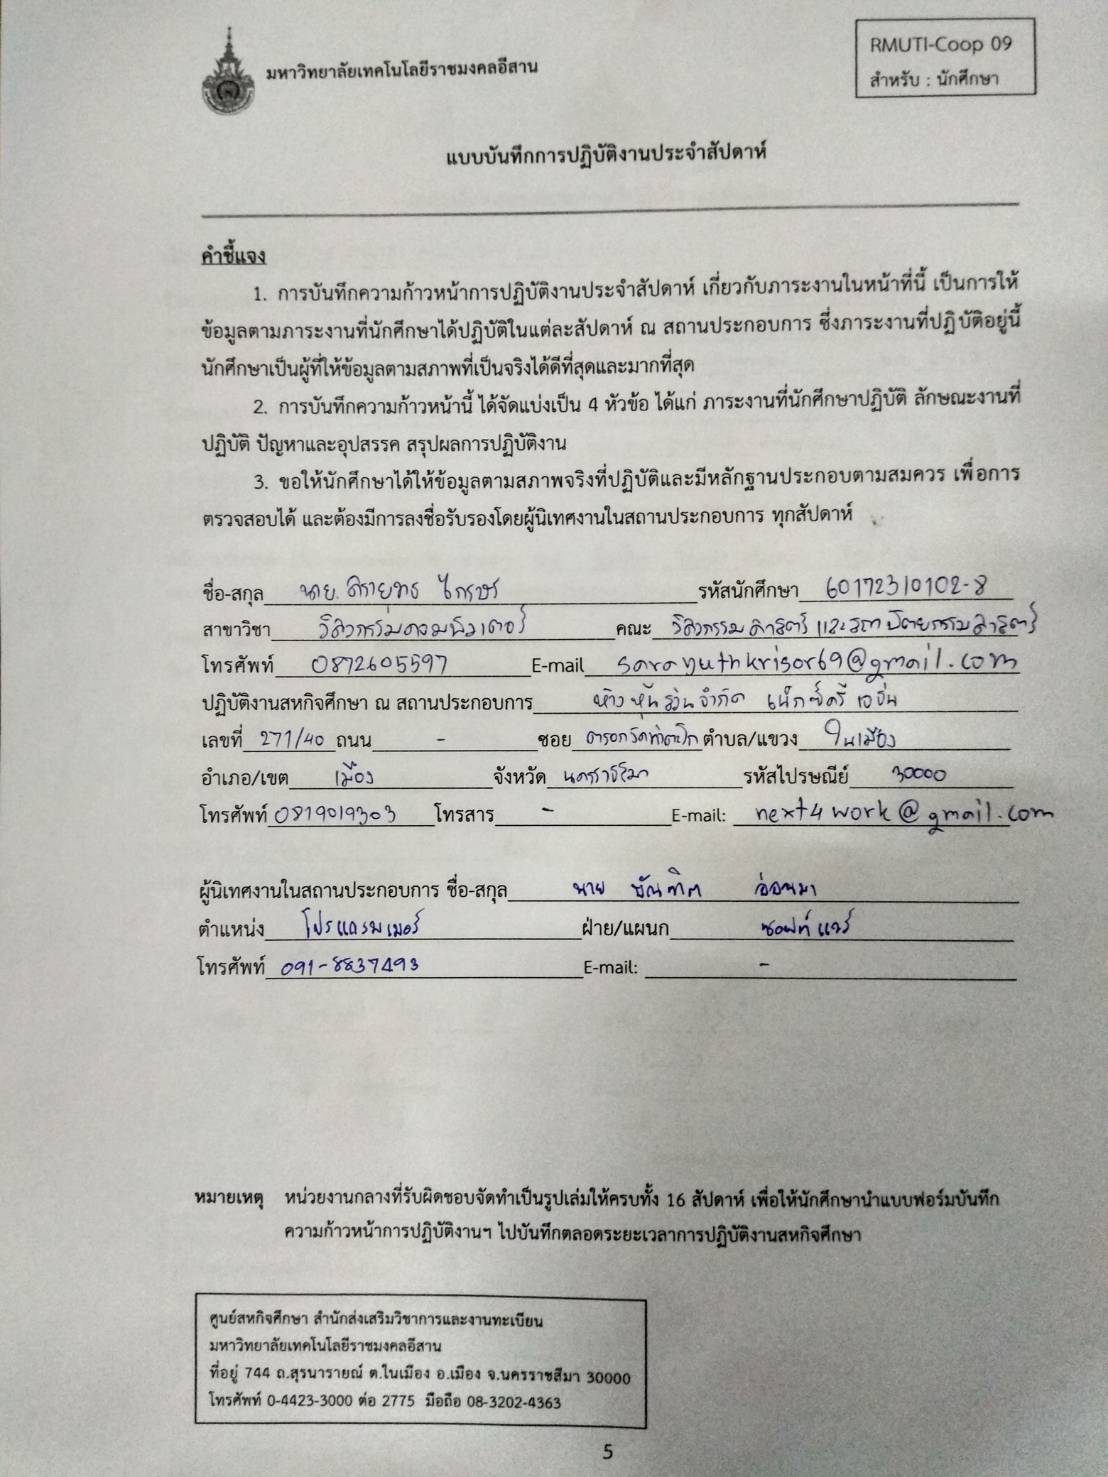 มหาวิทยาลัยเทคโนโลยีราชมงคลอีสาน
RMUTI-Coop 09
สำหรับ : นักศึกษา
แบบบันทึกการปฏิบัติงานประจำสัปดาห์
คำชี้แจง
1. การบันทึกความก้าวหน้าการปฏิบัติงานประจำสัปดาห์ เกี่ยวกับภาระงานในหน้าที่นี้ เป็นการให้
ข้อมูลตามภาระงานที่นักศึกษาได้ปฏิบัติในแต่ละสัปดาห์ ณ สถานประกอบการ ซึ่งภาระงานที่ปฏิบัติอยู่นี้
นักศึกษาเป็นผู้ที่ให้ข้อมูลตามสภาพที่เป็นจริงได้ดีที่สุดและมากที่สุด
2. การบันทึกความก้าวหน้านี้ ได้จัดแบ่งเป็น 4 หัวข้อ ได้แก่ ภาระงานที่นักศึกษาปฏิบัติ ลักษณะงานที่
ปฏิบัติ ปัญหาและอุปสรรค สรุปผลการปฏิบัติงาน
3. ขอให้นักศึกษาได้ให้ข้อมูลตามสภาพจริงที่ปฏิบัติและมีหลักฐานประกอบตามสมควร เพื่อการ
ตรวจสอบได้ และต้องมีการลงชื่อรับรองโดยผู้นิเทศงานในสถานประกอบการ ทุกสัปดาห์
ชื่อ-สกุล นาย รหัสนักศึกษา 60172310102-8
สาขาวิชา วิศวกรรมคอมพิวเตอร์ คณะ วิศวกรรมศาสตร์และสถาปัตยกรรมศาสตร์
โทรศัพท์ 0872605597 E-mail sarayuthkrisor69@gmail.com
ปฏิบัติงานสหกิจศึกษา ณ สถานประกอบการ ห้างหุ้นส่วนจำกัด เน็กซ์ครีเอชั่น
เลขที่ 271/40 ถนน - ซอย ตำบล/แขวง ในเมือง
อำเภอ/เขต เมือง จังหวัด นครราชสีมา รหัสไปรษณีย์ 30000
โทรศัพท์ 0819019303 โทรสาร - E-mail: next4work@gmail.com
ผู้นิเทศงานในสถานประกอบการ ชื่อ-สกุล นาย บัณฑิต อ่อนมา
ตำแหน่ง โปรแกรมเมอร์ ฝ่าย/แผนก ซอฟท์แวร์
โทรศัพท์ 091-8837493 E-mail: -
หมายเหตุ หน่วยงานกลางที่รับผิดชอบจัดทำเป็นรูปเล่มให้ครบทั้ง 16 สัปดาห์ เพื่อให้นักศึกษานำแบบฟอร์มบันทึก
ความก้าวหน้าการปฏิบัติงานฯ ไปบันทึกตลอดระยะเวลาการปฏิบัติงานสหกิจศึกษา
ศูนย์สหกิจศึกษา สำนักส่งเสริมวิชาการและงานทะเบียน
มหาวิทยาลัยเทคโนโลยีราชมงคลอีสาน
ที่อยู่ 744 ถ.สุรนารายณ์ ต.ในเมือง อ.เมือง จ.นครราชสีมา 30000
โทรศัพท์ 0-4423-3000 ต่อ 2775 มือถือ 08-3202-4363
5